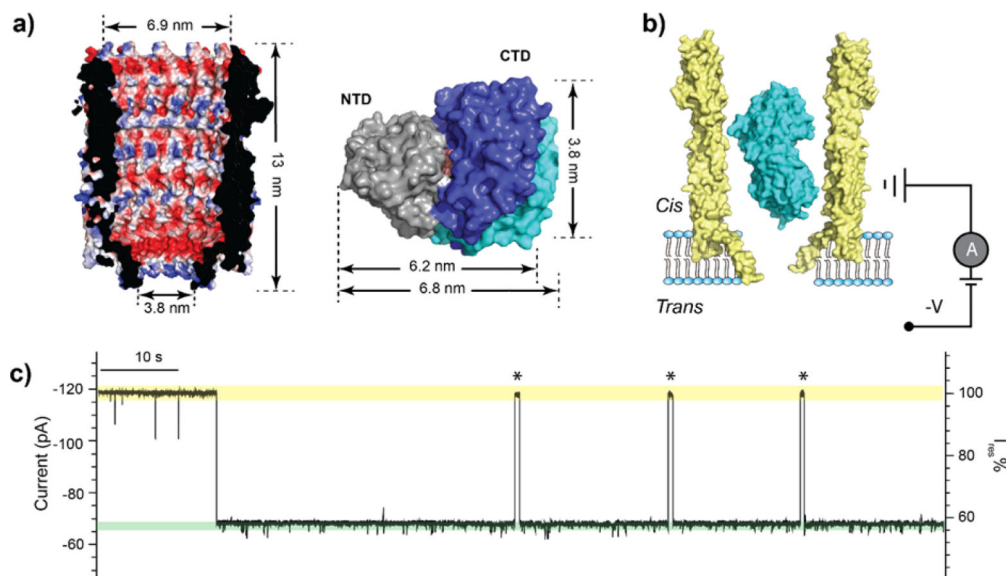 a)
6.9 nm
13 nm
3.8 nm
NTD
CTD
3.8 nm
6.2 nm
6.8 nm
b)
Cis
Trans
A
-V
c)
10 s
* * *
Current (pA)
-120
-100
-80
-60
I res %
100
80
60